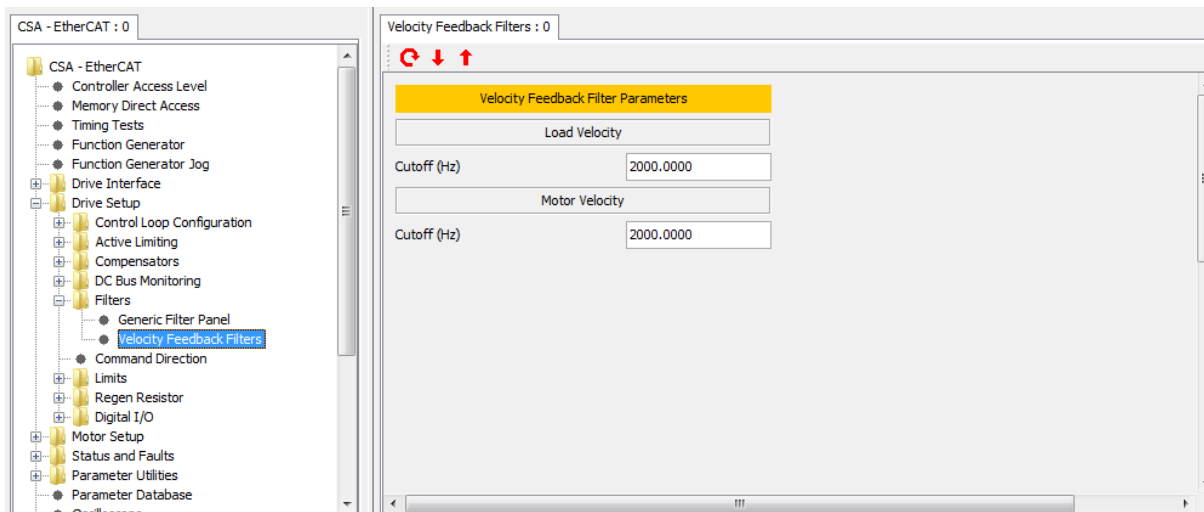 CSA - EtherCAT : 0
CSA - EtherCAT
Controller Access Level
Memory Direct Access
Timing Tests
Function Generator
Function Generator Jog
Drive Interface
Drive Setup
Control Loop Configuration
Active Limiting
Compensators
DC Bus Monitoring
Filters
Generic Filter Panel
Velocity Feedback Filters
Command Direction
Limits
Regen Resistor
Digital I/O
Motor Setup
Status and Faults
Parameter Utilities
Parameter Database
Velocity Feedback Filters : 0
Velocity Feedback Filter Parameters
Load Velocity
Cutoff (Hz) 2000.0000
Motor Velocity
Cutoff (Hz) 2000.0000